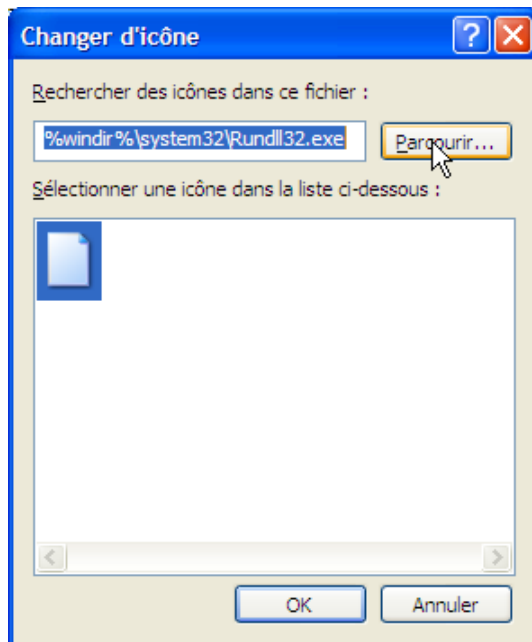 Changer d'icône
Rechercher des icônes dans ce fichier :
%windir%\system32\Rundll32.exe Parcourir...
Sélectionner une icône dans la liste ci-dessous :
OK Annuler